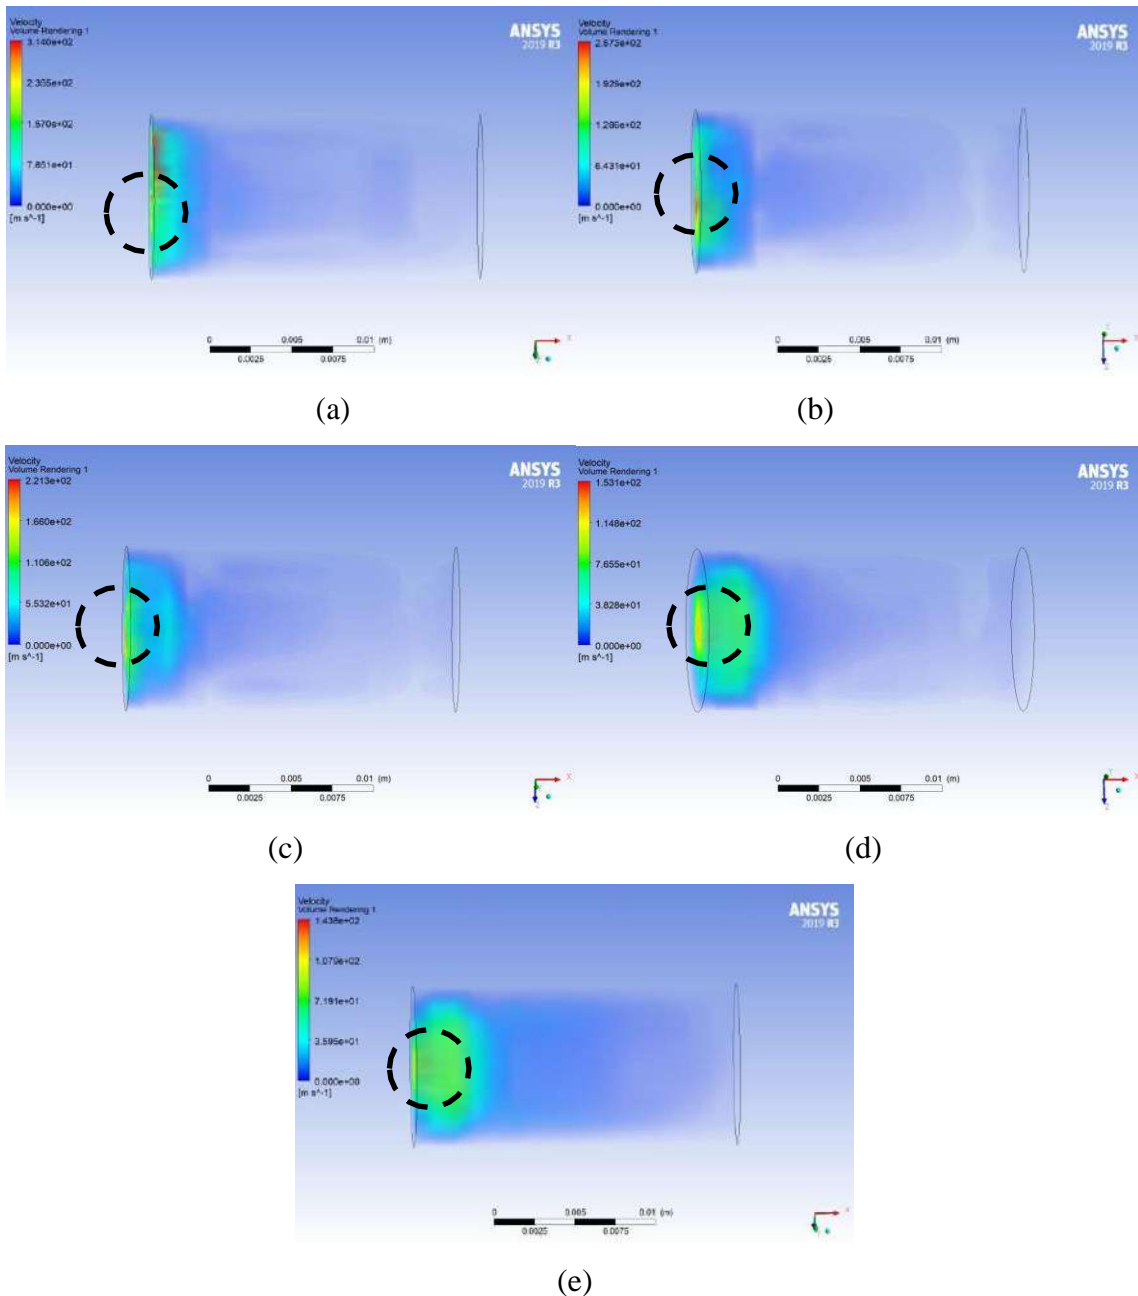 Velocity
Volume Rendering 1
3.140e+02
2.355e+02
1.570e+02
7.851e+01
0.000e+00
[m s^-1]
ANSYS
2019 R3
0 0.005 0.01 (m)
0.0025 0.0075
X
(a)
Velocity
Volume Rendering 1
2.573e+02
1.929e+02
1.286e+02
6.431e+01
0.000e+00
[m s^-1]
ANSYS
2019 R3
0 0.005 0.01 (m)
0.0025 0.0075
Y
X
Z
(b)
Velocity
Volume Rendering 1
2.213e+02
1.660e+02
1.106e+02
5.532e+01
0.000e+00
[m s^-1]
ANSYS
2019 R3
0 0.005 0.01 (m)
0.0025 0.0075
X
Z
(c)
Velocity
Volume Rendering 1
1.531e+02
1.148e+02
7.655e+01
3.828e+01
0.000e+00
[m s^-1]
ANSYS
2019 R3
0 0.005 0.01 (m)
0.0025 0.0075
Y
X
Z
(d)
Velocity
Volume Rendering 1
1.438e+02
1.079e+02
7.191e+01
3.595e+01
0.000e+00
[m s^-1]
ANSYS
2019 R3
0 0.005 0.01 (m)
0.0025 0.0075
X
(e)